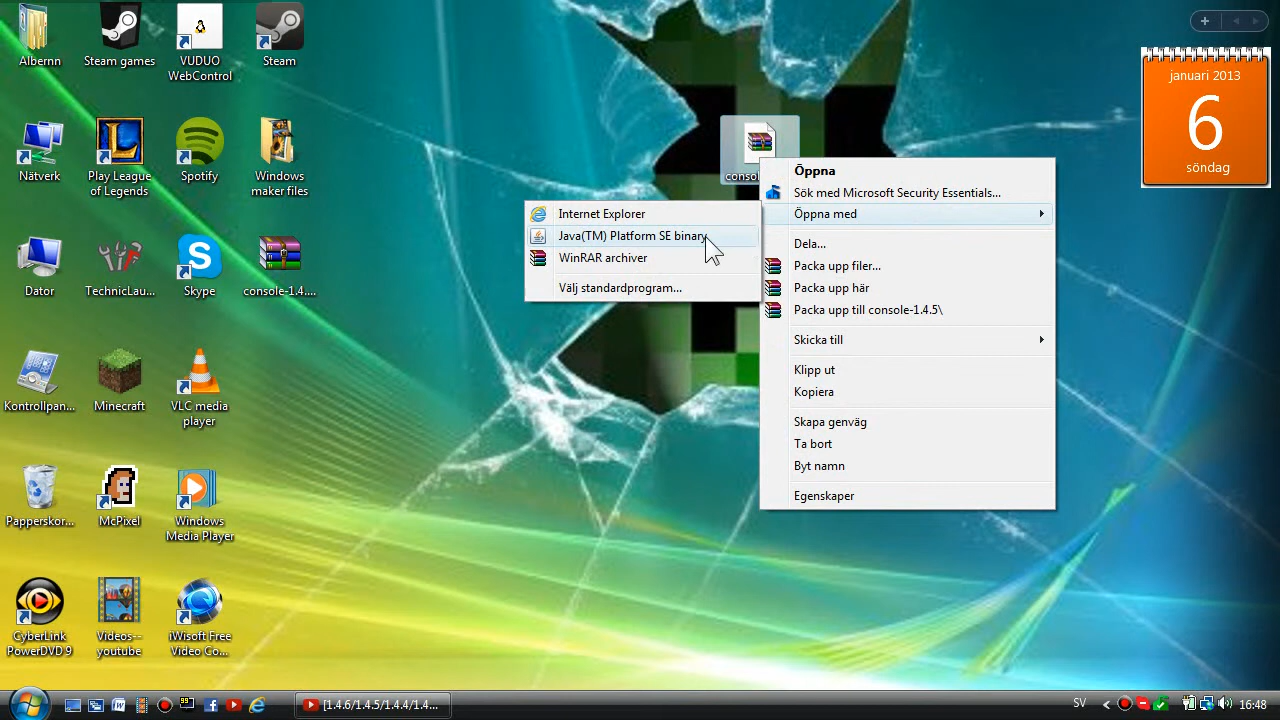 Albernn
Steam games
VUDUO
WebControl
Steam
Nätverk
Play League
of Legends
Spotify
Windows
maker files
Dator
TechnicLau...
Skype
console-1.4....
Kontrollpan...
Minecraft
VLC media
player
Papperskor...
McPixel
Windows
Media Player
CyberLink
PowerDVD 9
Videos--
youtube
iWisoft Free
Video Co...
Öppna
Sök med Microsoft Security Essentials...
Öppna med
Dela...
Packa upp filer...
Packa upp här
Packa upp till console-1.4.5\
Skicka till
Klipp ut
Kopiera
Skapa genväg
Ta bort
Byt namn
Egenskaper
Internet Explorer
Java(TM) Platform SE binary
WinRAR archiver
Välj standardprogram...
januari 2013
6
söndag
[1.4.6/1.4.5/1.4.4/1.4...
SV
16:48